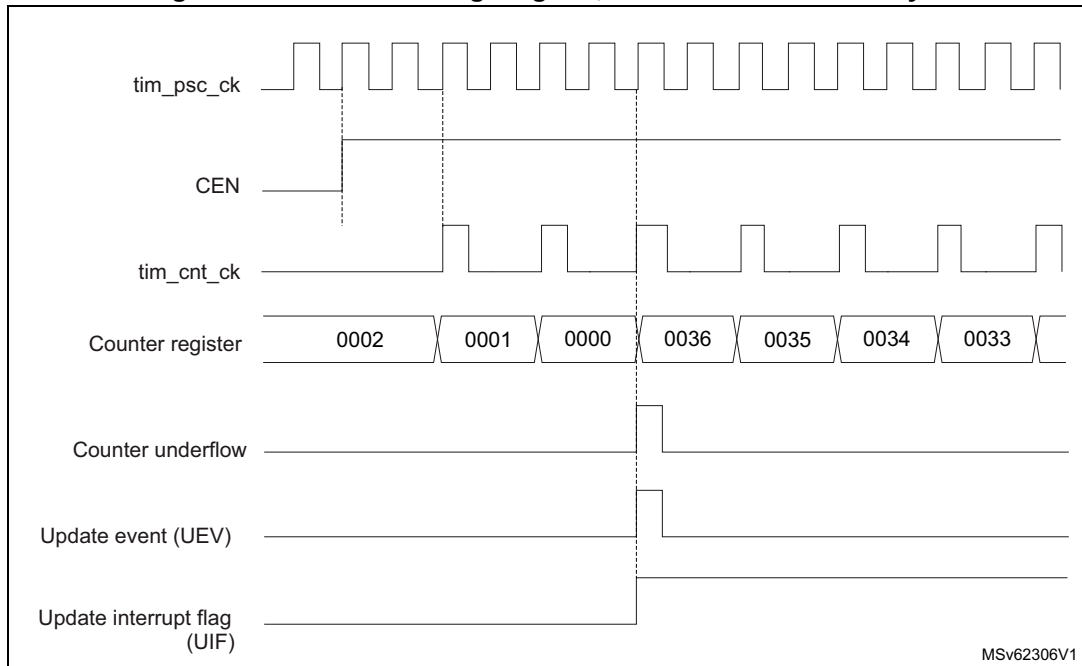 tim_psc_ck
CEN
tim_cnt_ck
Counter register 0002 0001 0000 0036 0035 0034 0033
Counter underflow
Update event (UEV)
Update interrupt flag
(UIF)
MSv62306V1